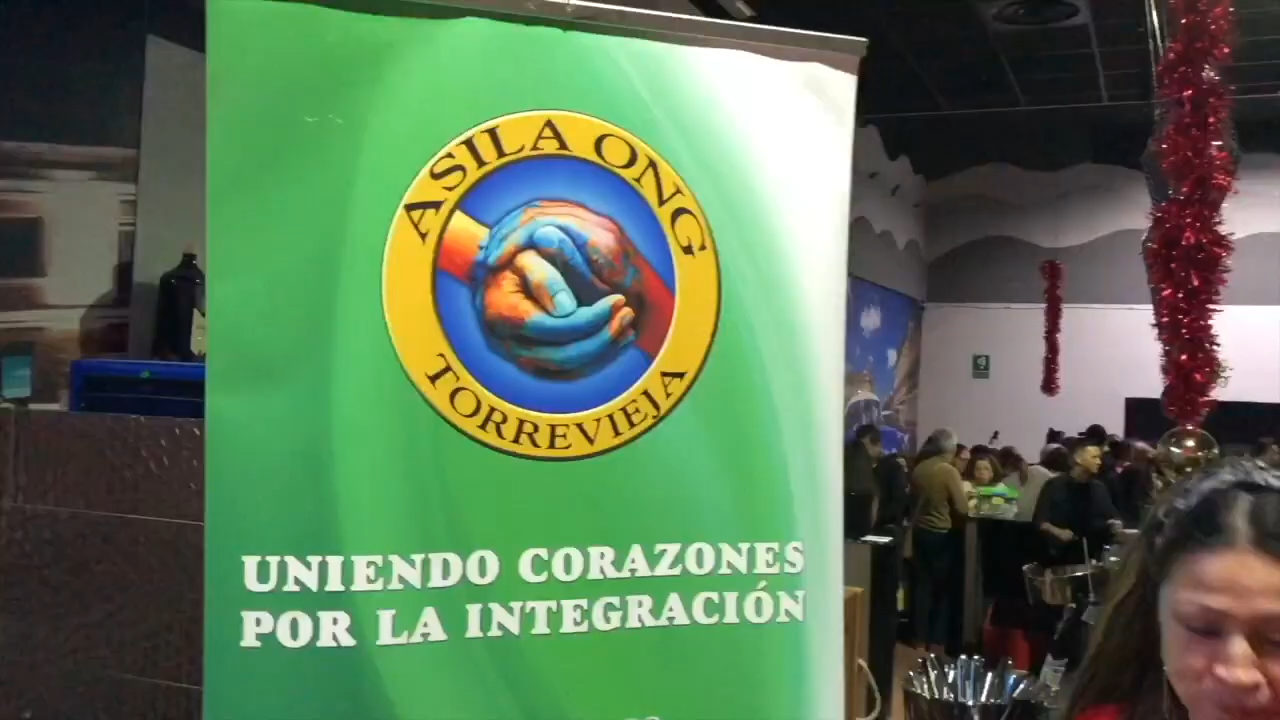 ASILA ONG
TORREVIEJA
UNIENDO CORAZONES
POR LA INTEGRACIÓN